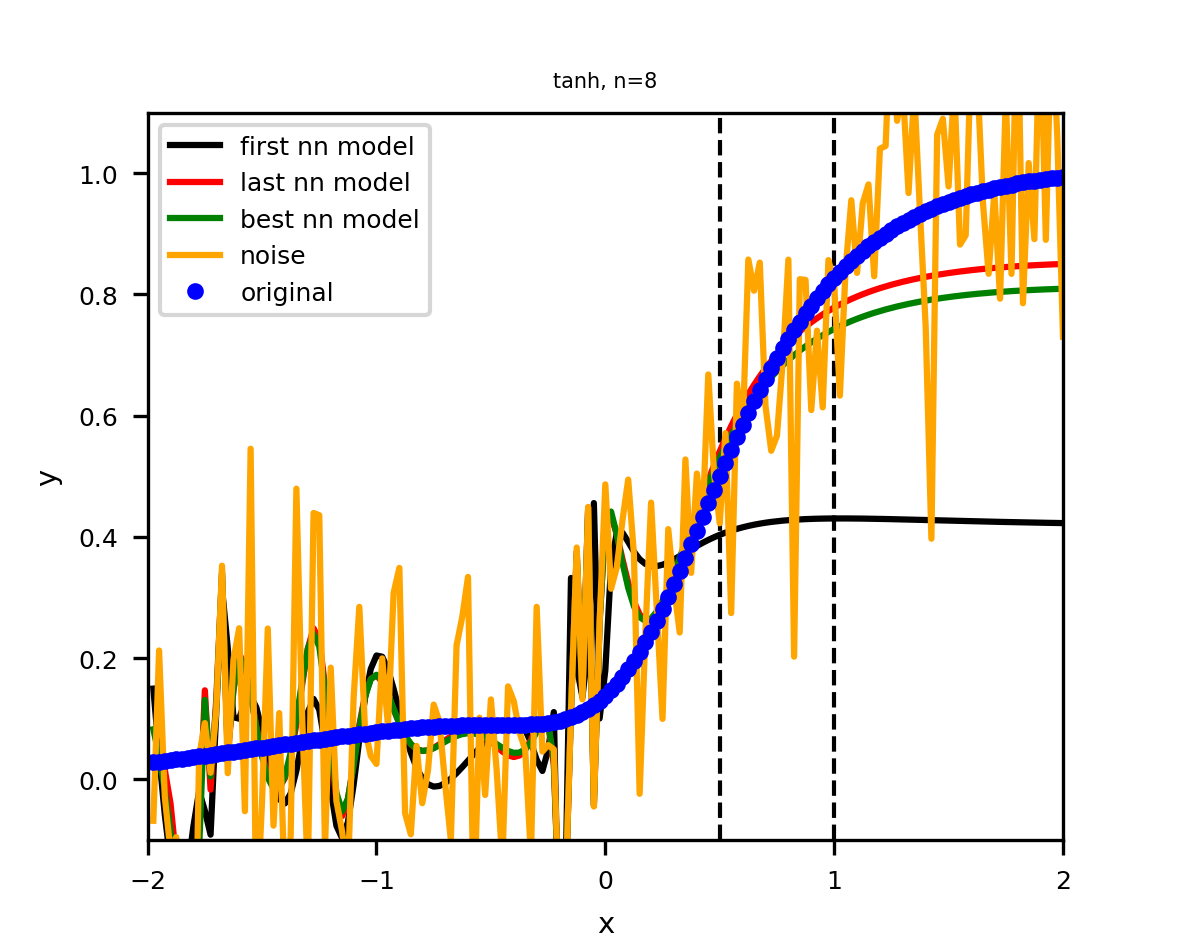 tanh, n=8
first nn model
last nn model
best nn model
noise
original
1.0
0.8
0.6
0.4
0.2
0.0
y
−2
−1
0
1
2
x